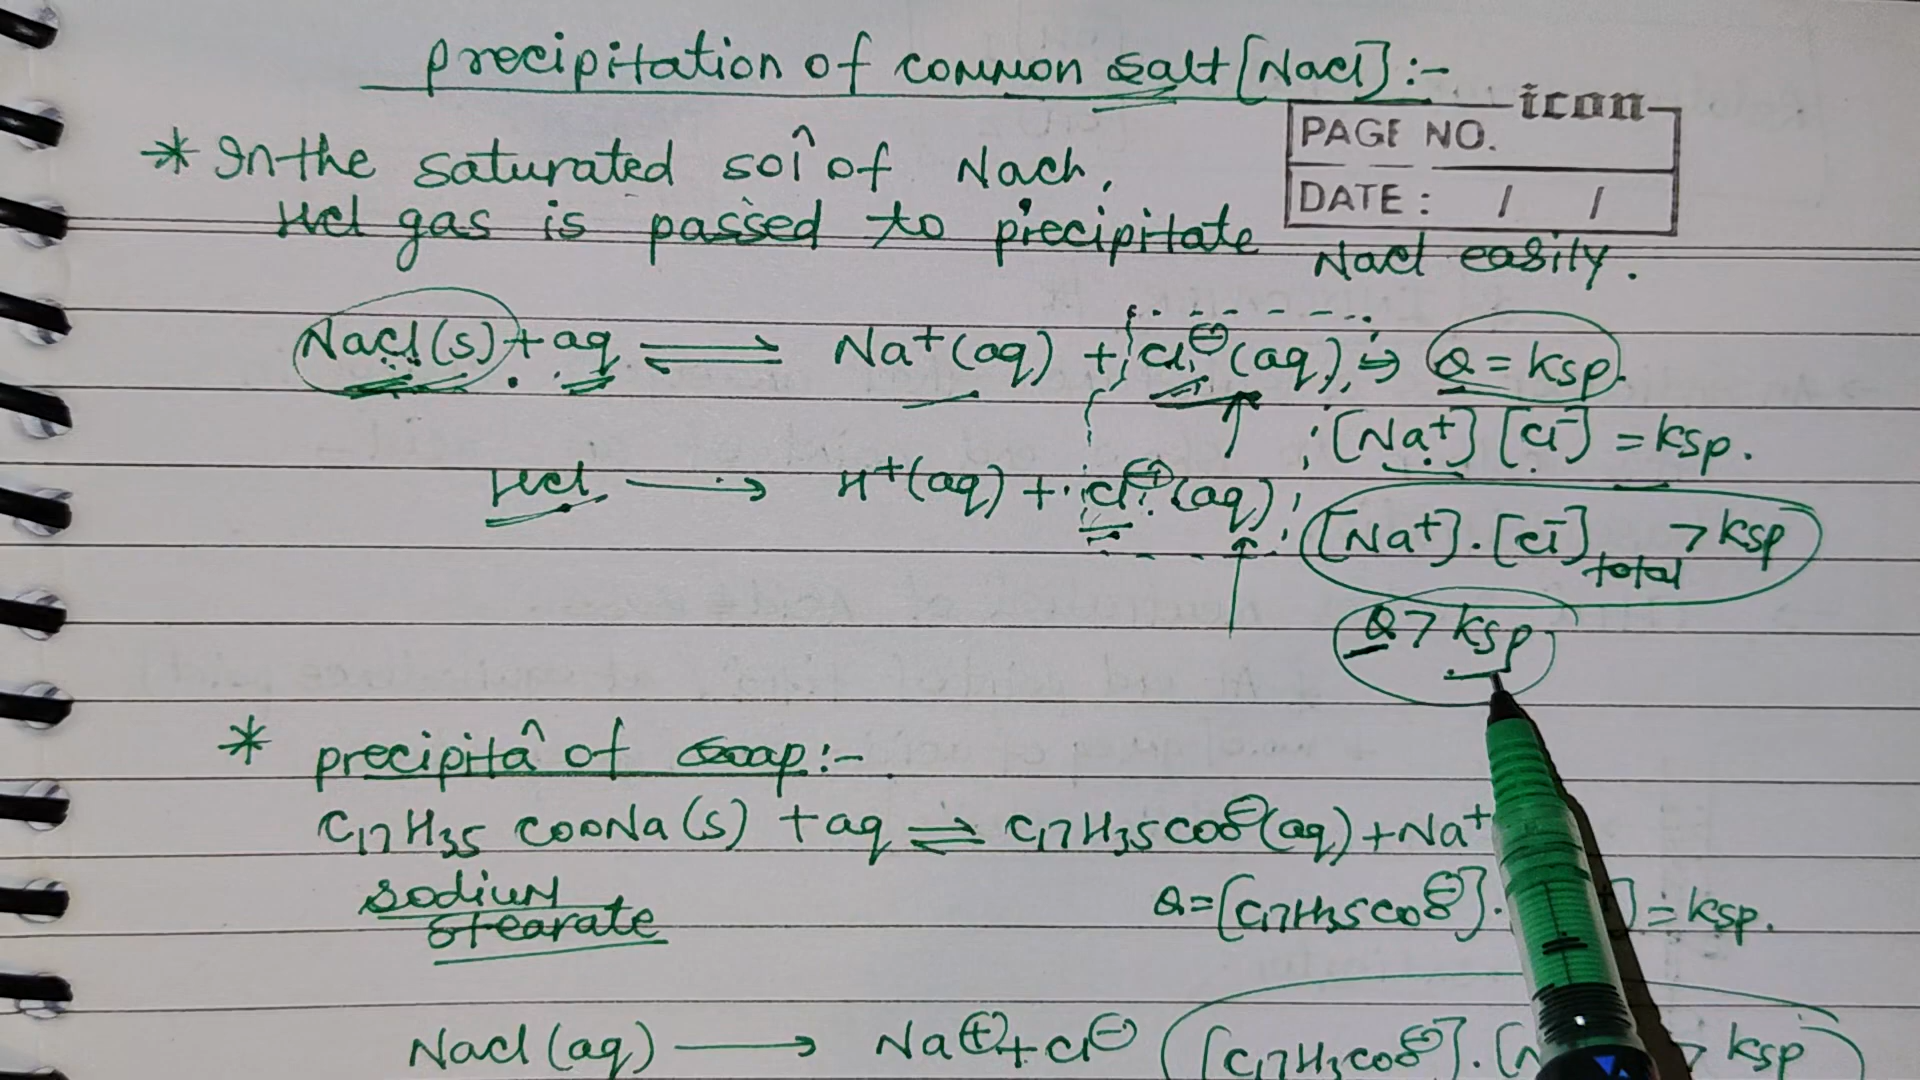 precipitation of common salt [NaCl] :-
icon
PAGE NO.
DATE : / /
* In the saturated sol^ of NaCl,
HCl gas is passed to precipitate NaCl easily.
NaCl(s) + aq ⇌ Na+(aq) + Cl⊖(aq), → Q = Ksp.
; [Na+] [Cl-] = Ksp.
HCl → H+(aq) + Cl⊕(aq)
[Na+] . [Cl-] total > Ksp
Q > Ksp
* precipita^ of soap :-
C17H35 COONa(s) + aq ⇌ C17H35COO⊖(aq) + Na+
sodium
stearate
Q = [C17H35COO⊖] . ] = Ksp.
NaCl(aq) → Na⊕ + Cl⊖ [C17H3COO⊖] . [N > Ksp